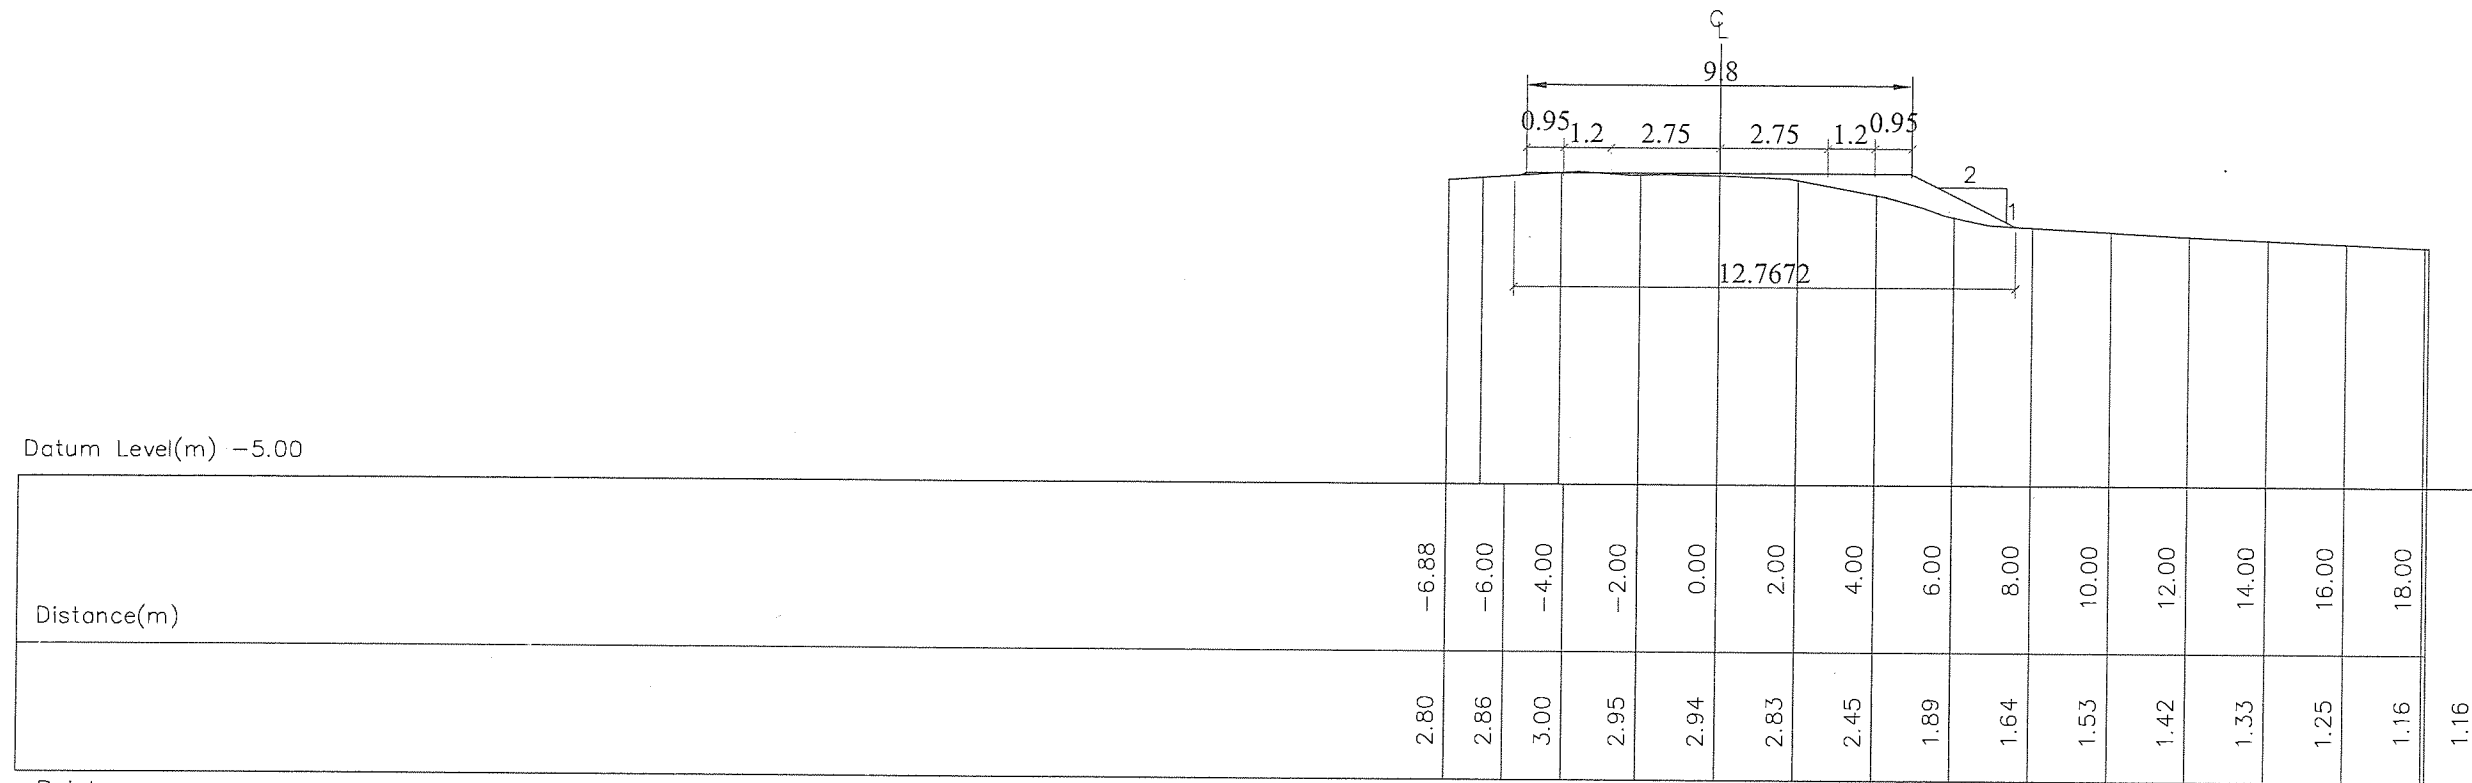 ℄
9.8
0.95 1.2 2.75 2.75 1.2 0.95
2
1
12.7672
Datum Level(m) -5.00
Distance(m) -6.88 -6.00 -4.00 -2.00 0.00 2.00 4.00 6.00 8.00 10.00 12.00 14.00 16.00 18.00
2.80 2.86 3.00 2.95 2.94 2.83 2.45 1.89 1.64 1.53 1.42 1.33 1.25 1.16 1.16